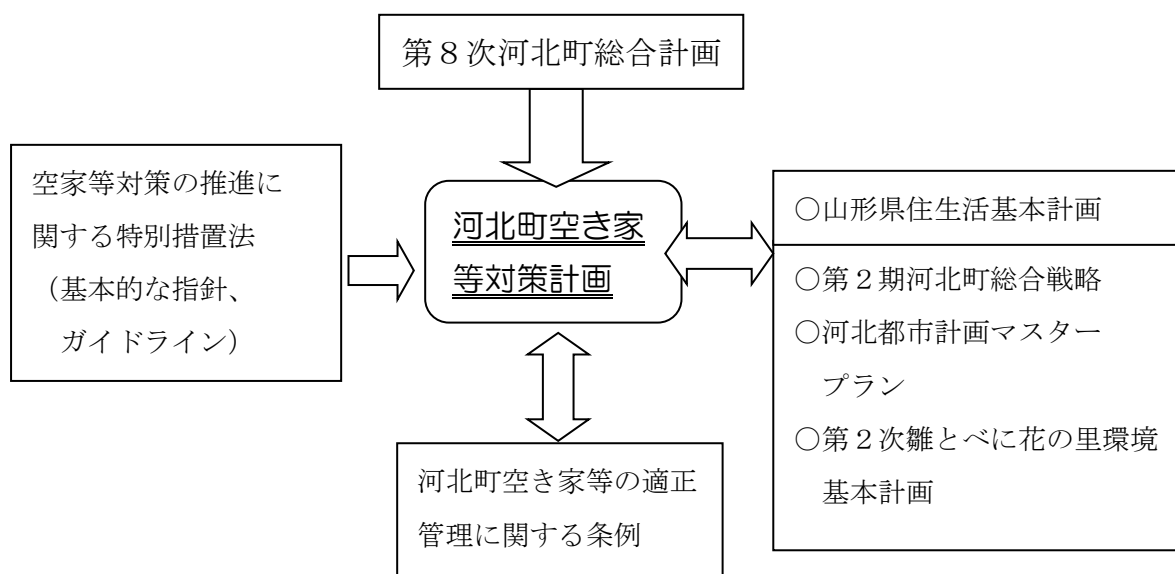 第８次河北町総合計画
空家等対策の推進に
関する特別措置法
（基本的な指針、
ガイドライン）
河北町空き家
等対策計画
○山形県住生活基本計画
○第２期河北町総合戦略
○河北都市計画マスター
プラン
○第２次雛とべに花の里環境
基本計画
河北町空き家等の適正
管理に関する条例